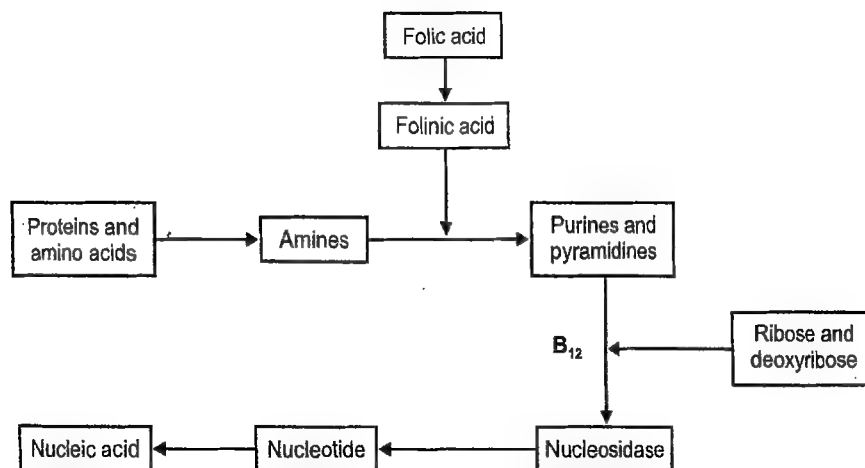 Folic acid
Folinic acid
Proteins and
amino acids
Amines
Purines and
pyramidines
B12
Ribose and
deoxyribose
Nucleic acid
Nucleotide
Nucleosidase